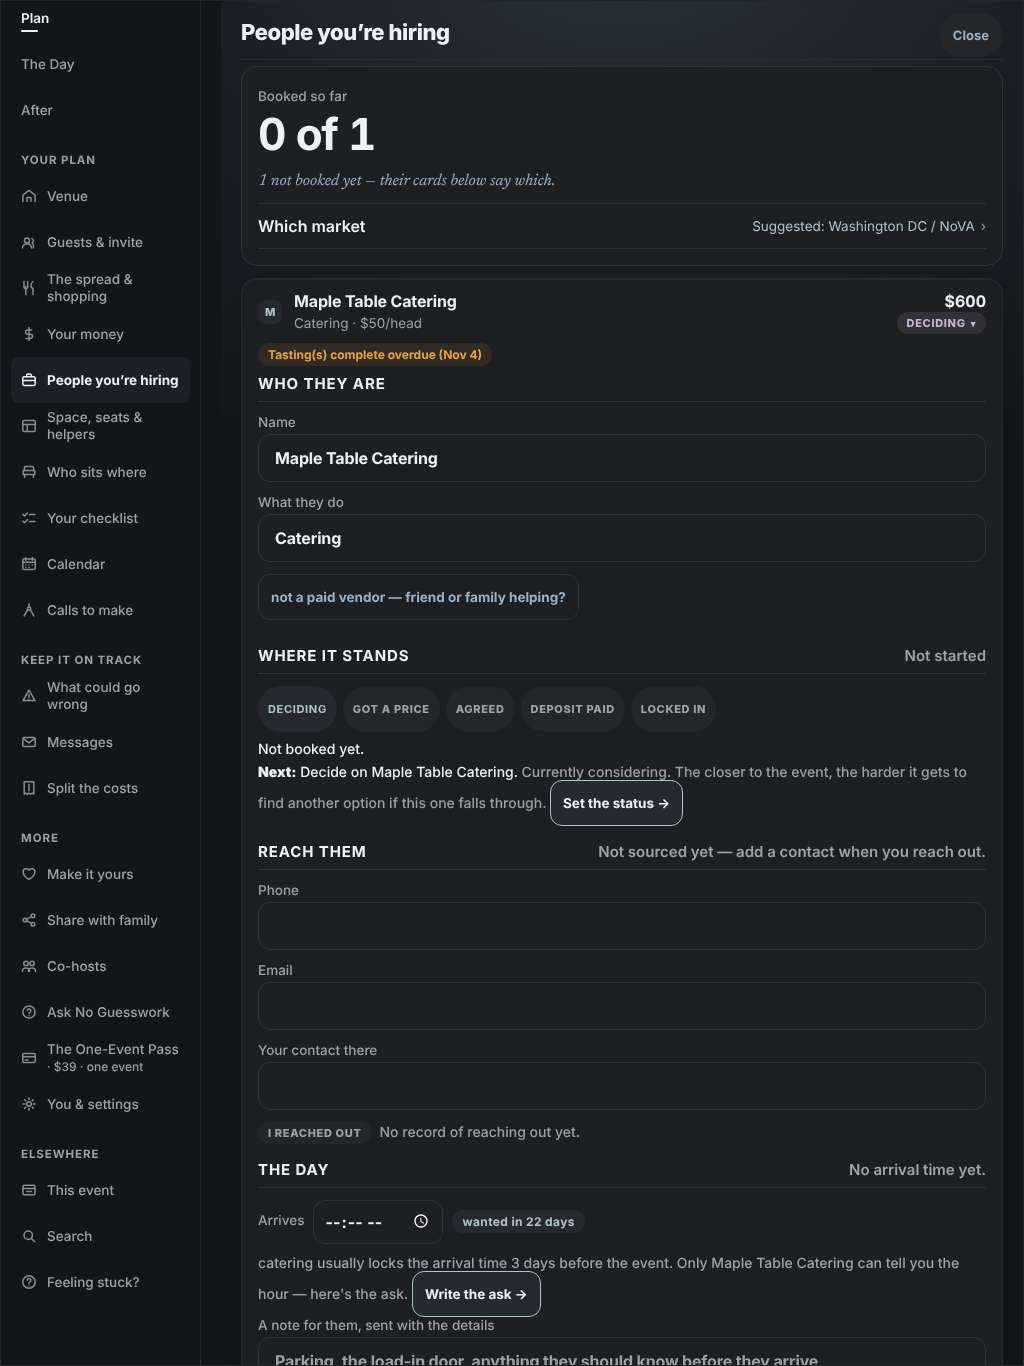 Plan
The Day
After
YOUR PLAN
Venue
Guests & invite
The spread &
shopping
Your money
People you’re hiring
Space, seats &
helpers
Who sits where
Your checklist
Calendar
Calls to make
KEEP IT ON TRACK
What could go
wrong
Messages
Split the costs
MORE
Make it yours
Share with family
Co-hosts
Ask No Guesswork
The One-Event Pass
· $39 · one event
You & settings
ELSEWHERE
This event
Search
Feeling stuck?
People you’re hiring
Close
Booked so far
0 of 1
1 not booked yet – their cards below say which.
Which market
Suggested: Washington DC / NoVA ›
M
Maple Table Catering
$600
Catering · $50/head
DECIDING ▾
Tasting(s) complete overdue (Nov 4)
WHO THEY ARE
Name
Maple Table Catering
What they do
Catering
not a paid vendor — friend or family helping?
WHERE IT STANDS
Not started
DECIDING
GOT A PRICE
AGREED
DEPOSIT PAID
LOCKED IN
Not booked yet.
Next: Decide on Maple Table Catering. Currently considering. The closer to the event, the harder it gets to
find another option if this one falls through. Set the status →
REACH THEM
Not sourced yet — add a contact when you reach out.
Phone
Email
Your contact there
I REACHED OUT
No record of reaching out yet.
THE DAY
No arrival time yet.
Arrives
--:-- --
wanted in 22 days
catering usually locks the arrival time 3 days before the event. Only Maple Table Catering can tell you the
hour — here's the ask. Write the ask →
A note for them, sent with the details
Parking, the load-in door, anything they should know before they arrive